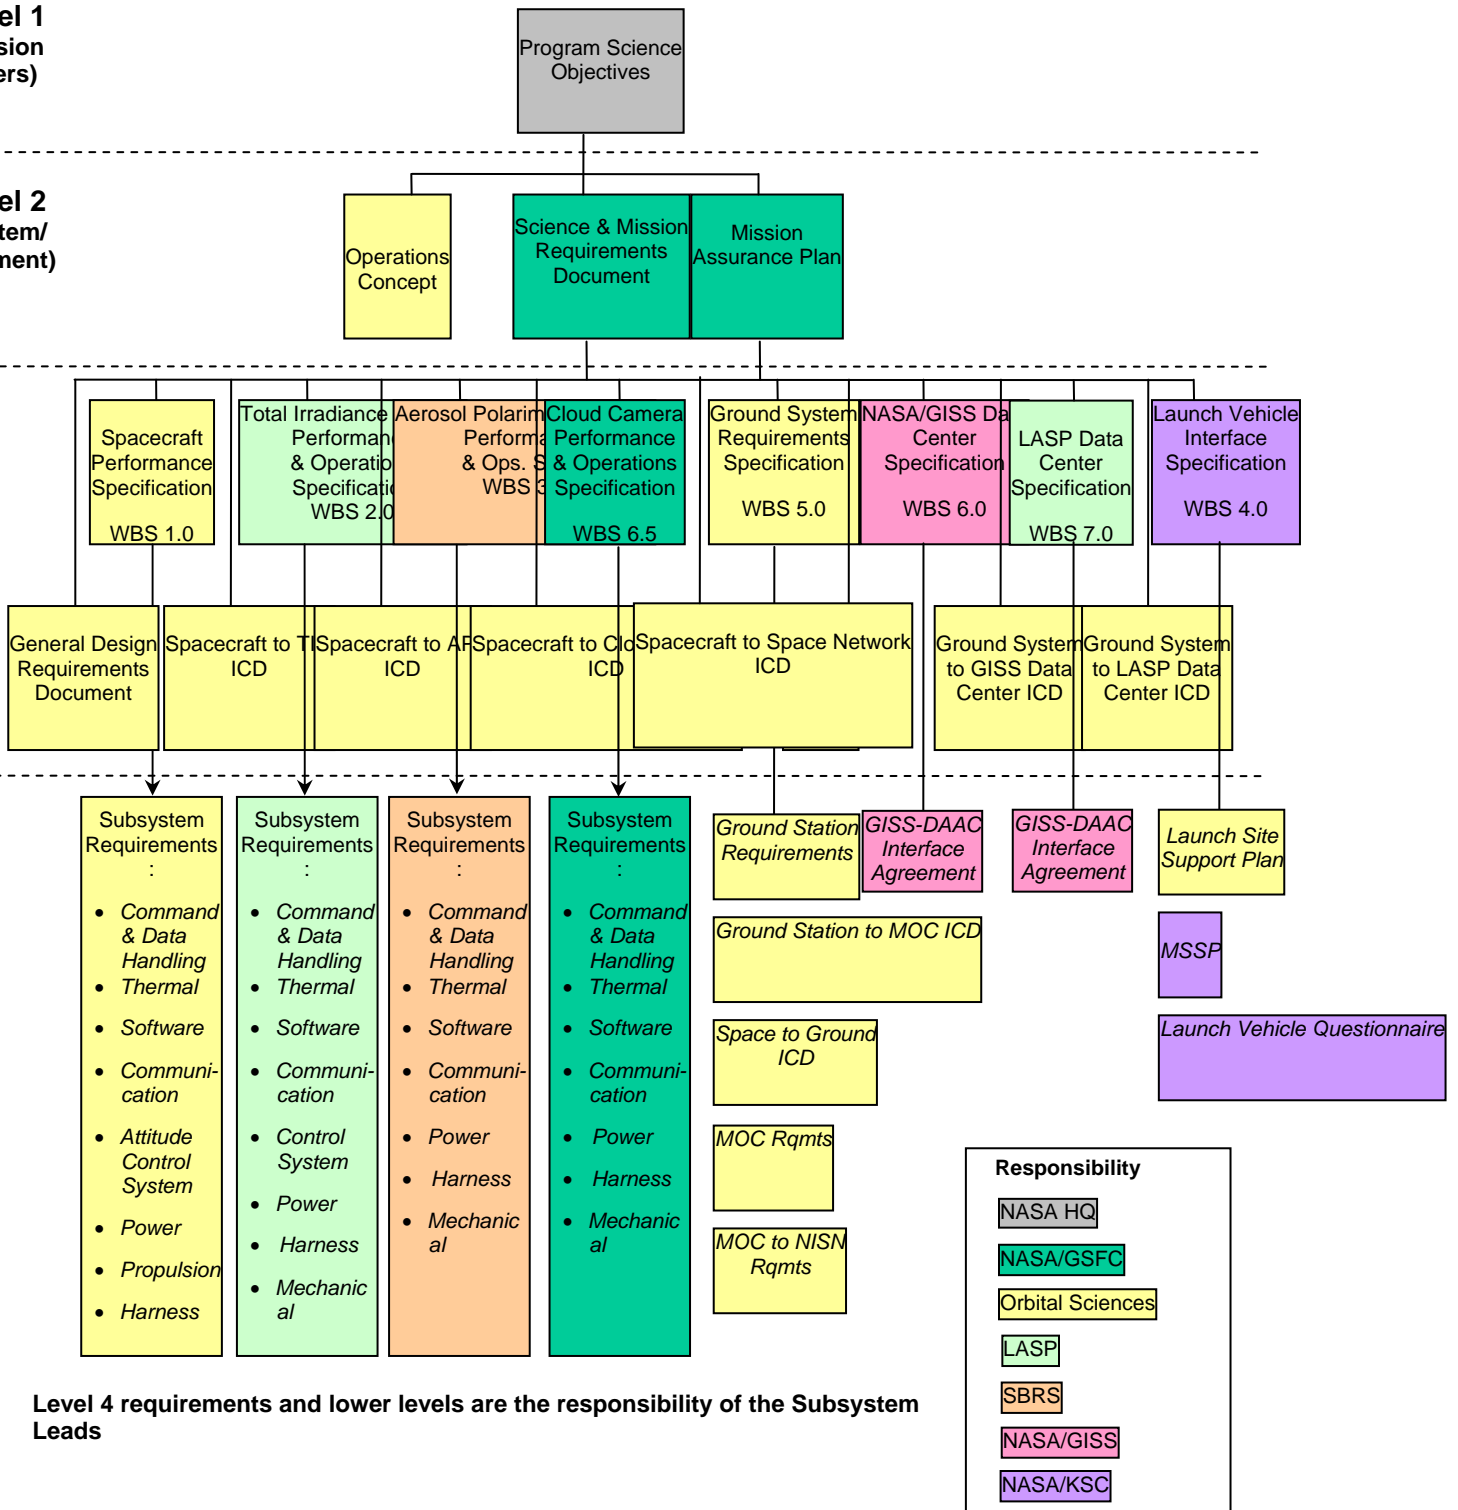 el 1
sion
ers)
Program Science
Objectives
el 2
tem/
ment)
Operations
Concept
Science & Mission
Requirements
Document
Mission
Assurance Plan
Spacecraft
Performance
Specification
WBS 1.0
Total Irradiance
Performan
& Operatio
Specificatio
WBS 2.0
Aerosol Polarim
Performa
& Ops. S
WBS 3
Cloud Camera
Performance
& Operations
Specification
WBS 6.5
Ground System
Requirements
Specification
WBS 5.0
NASA/GISS Da
Center
Specification
WBS 6.0
LASP Data
Center
Specification
WBS 7.0
Launch Vehicle
Interface
Specification
WBS 4.0
General Design
Requirements
Document
Spacecraft to TI
ICD
Spacecraft to AP
ICD
Spacecraft to Clo
ICD
Spacecraft to Space Network
ICD
Ground System
to GISS Data
Center ICD
Ground System
to LASP Data
Center ICD
Subsystem
Requirements
:
• Command
& Data
Handling
• Thermal
• Software
• Communi-
cation
• Attitude
Control
System
• Power
• Propulsion
• Harness
Subsystem
Requirements
:
• Command
& Data
Handling
• Thermal
• Software
• Communi-
cation
• Control
System
• Power
• Harness
• Mechanic
al
Subsystem
Requirements
:
• Command
& Data
Handling
• Thermal
• Software
• Communi-
cation
• Power
• Harness
• Mechanic
al
Subsystem
Requirements
:
• Command
& Data
Handling
• Thermal
• Software
• Communi-
cation
• Power
• Harness
• Mechanic
al
Ground Station
Requirements
Ground Station to MOC ICD
Space to Ground
ICD
MOC Rqmts
MOC to NISN
Rqmts
GISS-DAAC
Interface
Agreement
GISS-DAAC
Interface
Agreement
Launch Site
Support Plan
MSSP
Launch Vehicle Questionnaire
Responsibility
NASA HQ
NASA/GSFC
Orbital Sciences
LASP
SBRS
NASA/GISS
NASA/KSC
Level 4 requirements and lower levels are the responsibility of the Subsystem
Leads